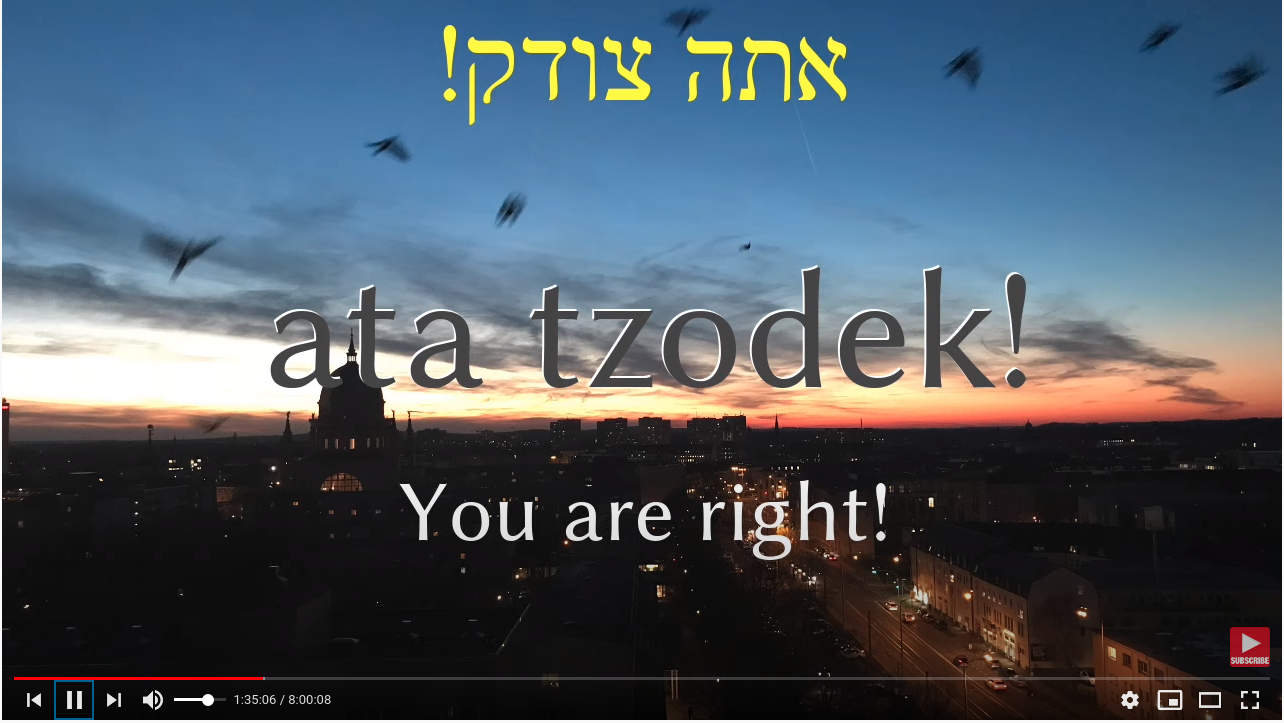 אתה צודק!
ata tzodek!
You are right!
SUBSCRIBE
1:35:06 / 8:00:08